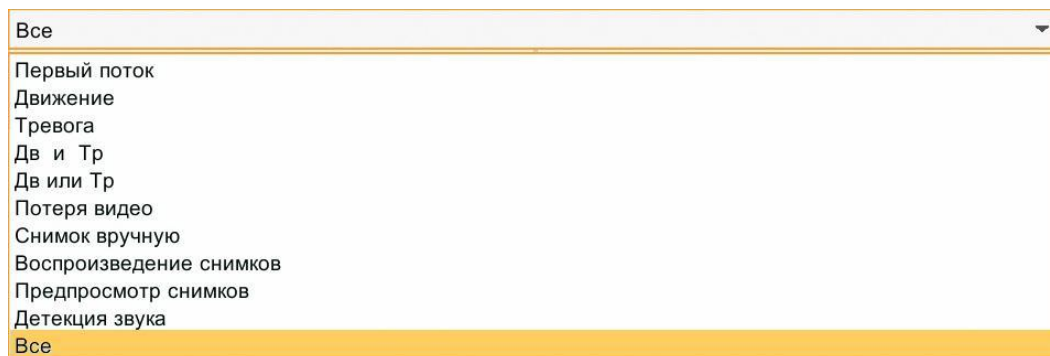 Все
Первый поток
Движение
Тревога
Дв и Тр
Дв или Тр
Потеря видео
Снимок вручную
Воспроизведение снимков
Предпросмотр снимков
Детекция звука
Все